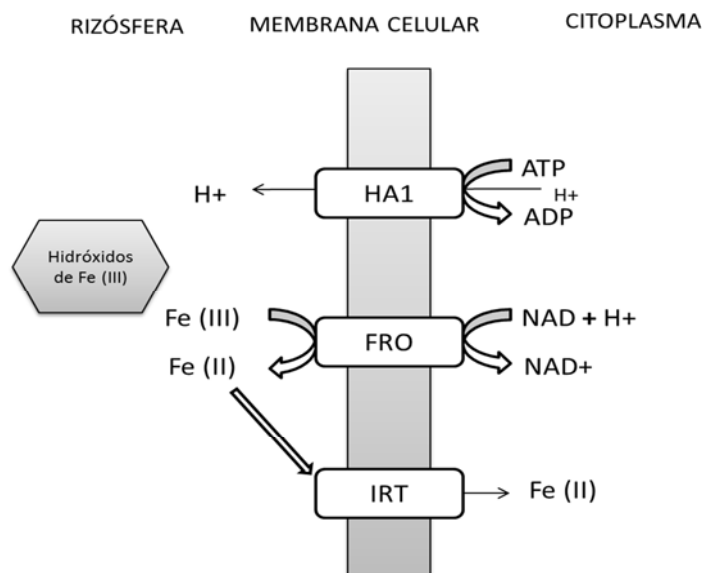 RIZÓSFERA MEMBRANA CELULAR CITOPLASMA
ATP
H+ HA1 H+
ADP
Hidróxidos
de Fe (III)
Fe (III) NAD + H+
FRO
Fe (II) NAD+
IRT Fe (II)